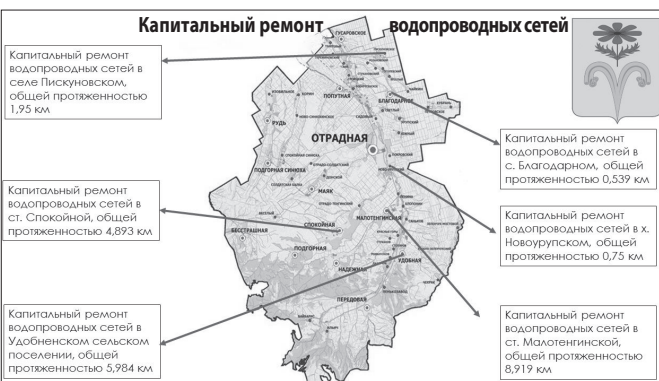 Капитальный ремонт водопроводных сетей
Капитальный ремонт
водопроводных сетей в
селе Пискуновском,
общей протяженностью
1,95 км
Капитальный ремонт
водопроводных сетей в
ст. Спокойной, общей
протяженностью 4,893 км
Капитальный ремонт
водопроводных сетей в
Удобненском сельском
поселении, общей
протяженностью 5,984 км
Капитальный ремонт
водопроводных сетей в
с. Благодарном, общей
протяженностью 0,539 км
Капитальный ремонт
водопроводных сетей в х.
Новоурупском, общей
протяженностью 0,75 км
Капитальный ремонт
водопроводных сетей в
ст. Малотенгинской,
общей протяженностью
8,919 км
ГУСАРОВСКОЕ
ПОПУТНАЯ
БЛАГОДАРНОЕ
РУДЬ
ОТРАДНАЯ
ПОДГОРНАЯ СИНЮХА
МАЯК
МАЛОТЕНГИНСКАЯ
СПОКОЙНАЯ
БЕССТРАШНАЯ
ПОДГОРНАЯ
УДОБНАЯ
НАДЕЖНАЯ
ПЕРЕДОВАЯ